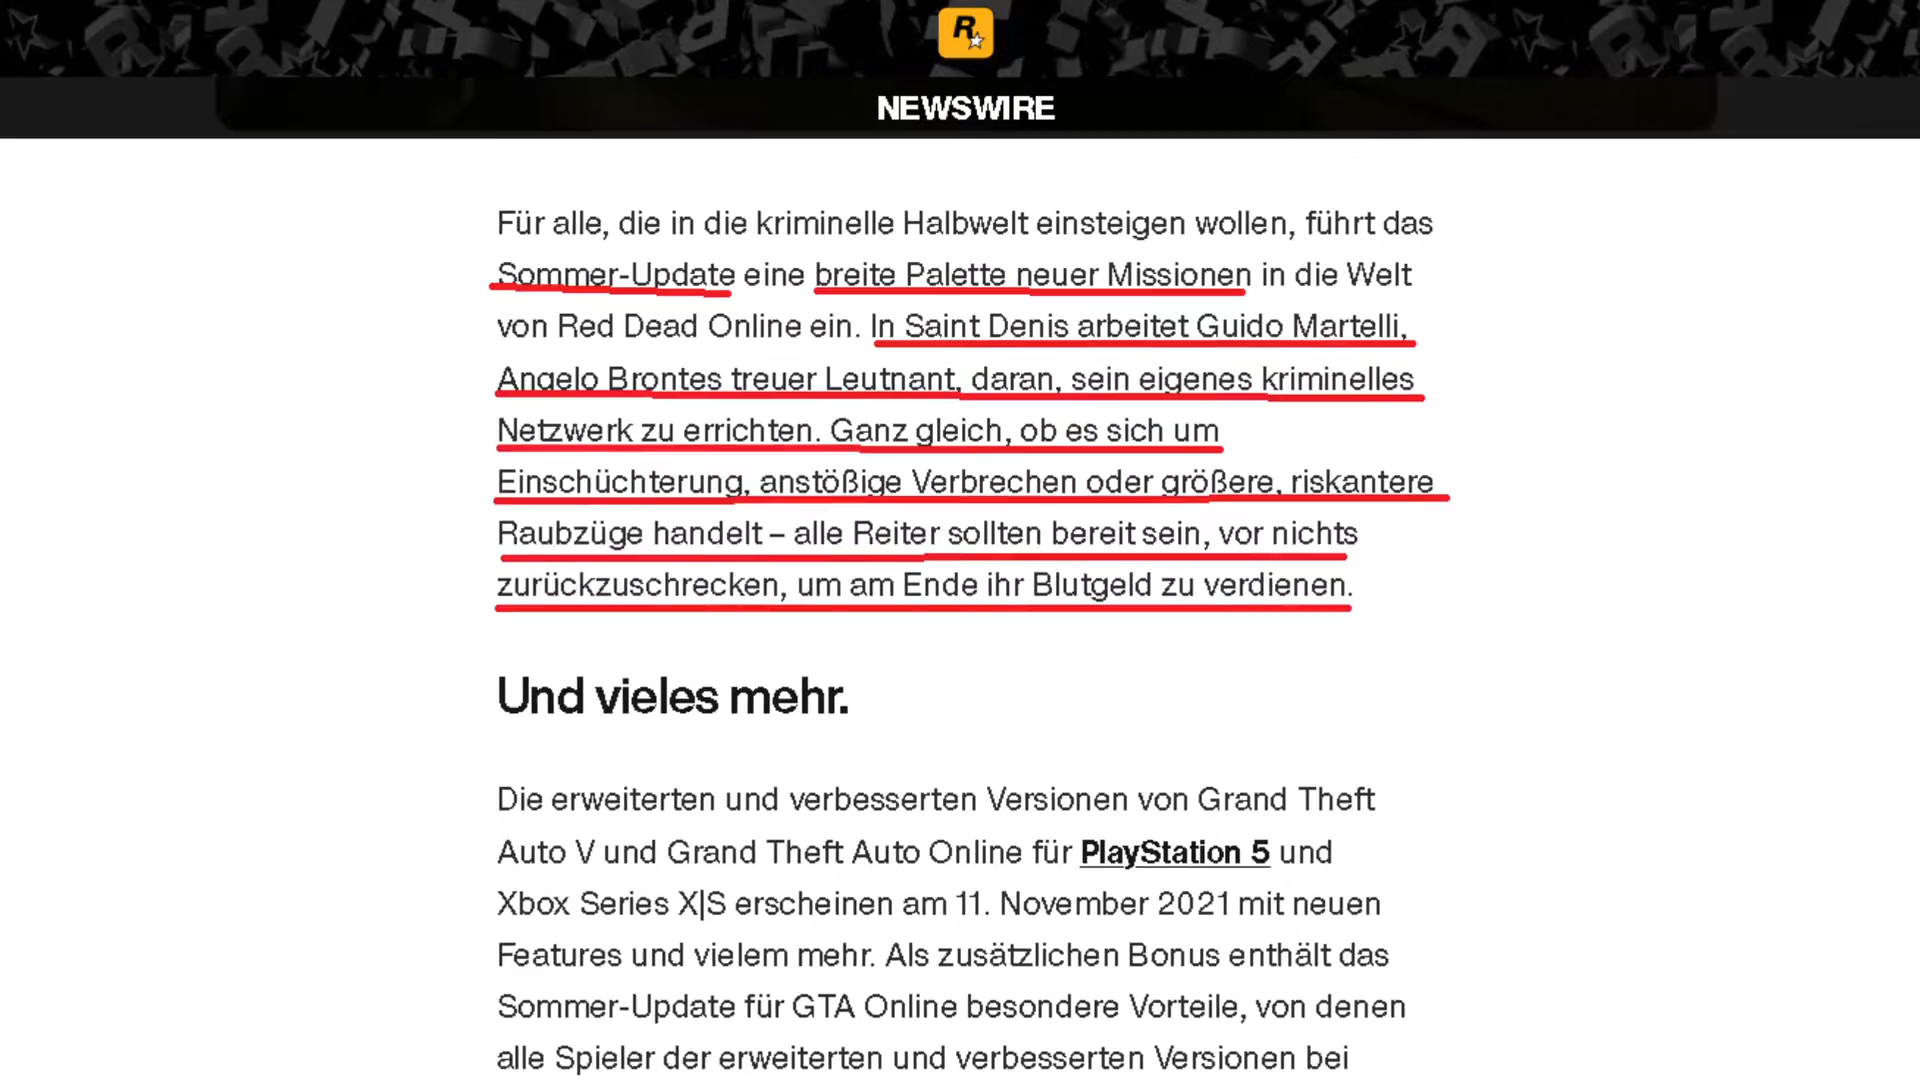 R
NEWSWIRE
Für alle, die in die kriminelle Halbwelt einsteigen wollen, führt das
Sommer-Update eine breite Palette neuer Missionen in die Welt
von Red Dead Online ein. In Saint Denis arbeitet Guido Martelli,
Angelo Brontes treuer Leutnant, daran, sein eigenes kriminelles
Netzwerk zu errichten. Ganz gleich, ob es sich um
Einschüchterung, anstößige Verbrechen oder größere, riskantere
Raubzüge handelt – alle Reiter sollten bereit sein, vor nichts
zurückzuschrecken, um am Ende ihr Blutgeld zu verdienen.
Und vieles mehr.
Die erweiterten und verbesserten Versionen von Grand Theft
Auto V und Grand Theft Auto Online für PlayStation 5 und
Xbox Series X|S erscheinen am 11. November 2021 mit neuen
Features und vielem mehr. Als zusätzlichen Bonus enthält das
Sommer-Update für GTA Online besondere Vorteile, von denen
alle Spieler der erweiterten und verbesserten Versionen bei